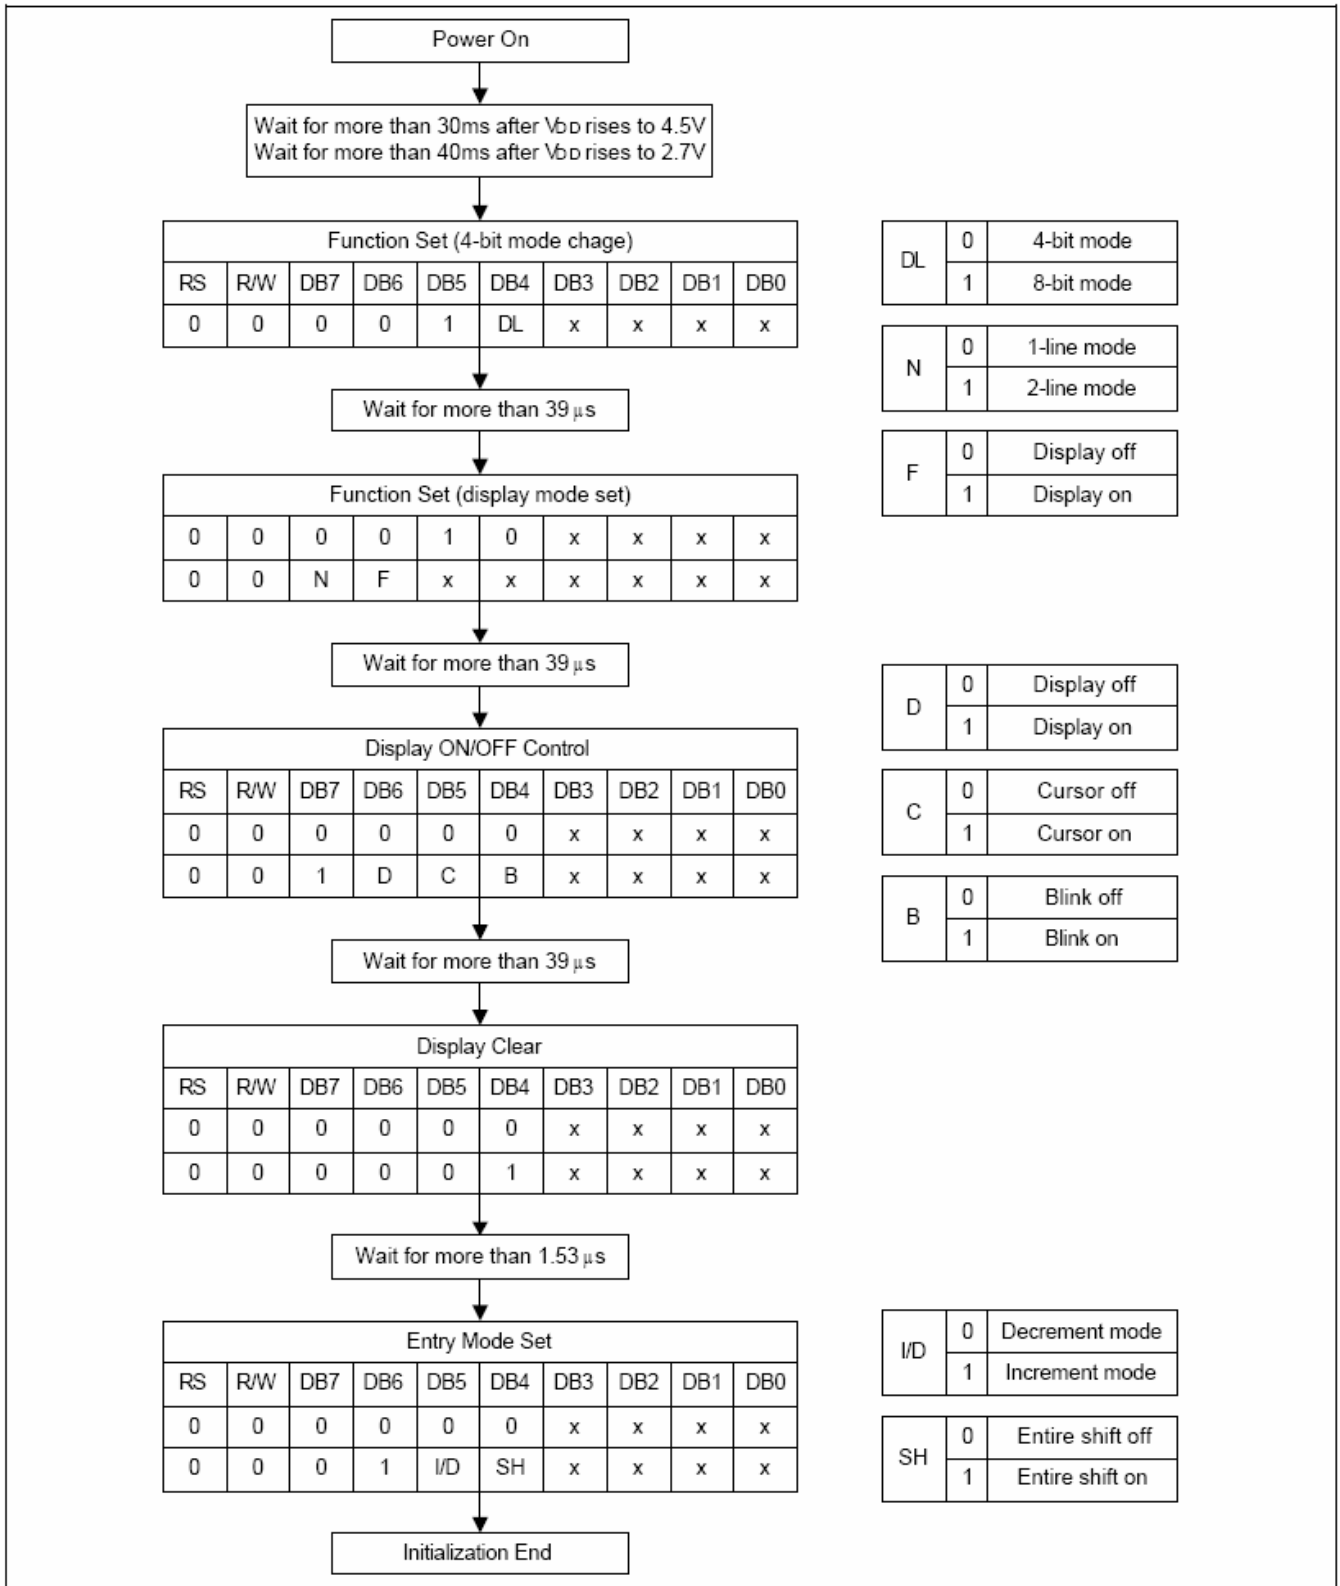 Power On
Wait for more than 30ms after VDD rises to 4.5V
Wait for more than 40ms after VDD rises to 2.7V
Function Set (4-bit mode chage)
RS R/W DB7 DB6 DB5 DB4 DB3 DB2 DB1 DB0
0 0 0 0 1 DL x x x x
DL 0 4-bit mode
1 8-bit mode
N 0 1-line mode
1 2-line mode
Wait for more than 39 μs
F 0 Display off
1 Display on
Function Set (display mode set)
0 0 0 0 1 0 x x x x
0 0 N F x x x x x x
Wait for more than 39 μs
D 0 Display off
1 Display on
Display ON/OFF Control
RS R/W DB7 DB6 DB5 DB4 DB3 DB2 DB1 DB0
0 0 0 0 0 0 x x x x
0 0 1 D C B x x x x
C 0 Cursor off
1 Cursor on
B 0 Blink off
1 Blink on
Wait for more than 39 μs
Display Clear
RS R/W DB7 DB6 DB5 DB4 DB3 DB2 DB1 DB0
0 0 0 0 0 0 x x x x
0 0 0 0 0 1 x x x x
Wait for more than 1.53 μs
Entry Mode Set
RS R/W DB7 DB6 DB5 DB4 DB3 DB2 DB1 DB0
0 0 0 0 0 0 x x x x
0 0 0 1 I/D SH x x x x
I/D 0 Decrement mode
1 Increment mode
SH 0 Entire shift off
1 Entire shift on
Initialization End